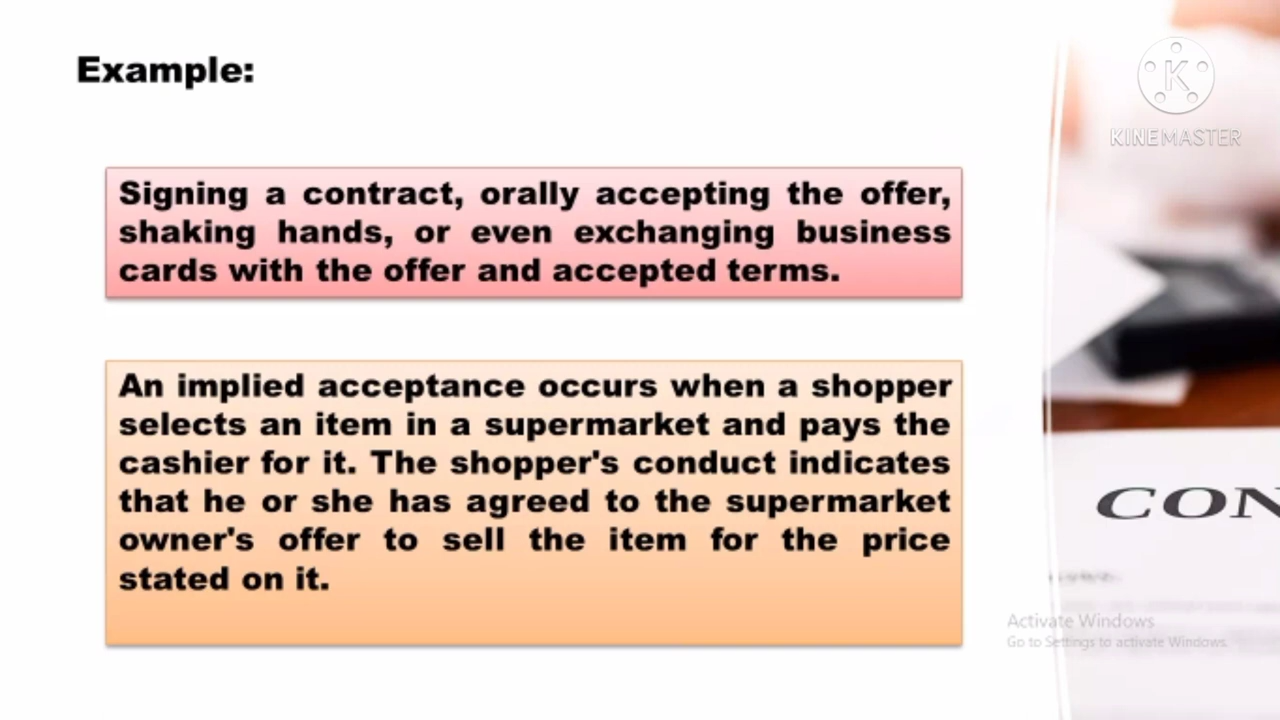 Example:
Signing a contract, orally accepting the offer,
shaking hands, or even exchanging business
cards with the offer and accepted terms.
An implied acceptance occurs when a shopper
selects an item in a supermarket and pays the
cashier for it. The shopper's conduct indicates
that he or she has agreed to the supermarket
owner's offer to sell the item for the price
stated on it.
K
KINEMASTER
CON
Activate Windows
Go to Settings to activate Windows.